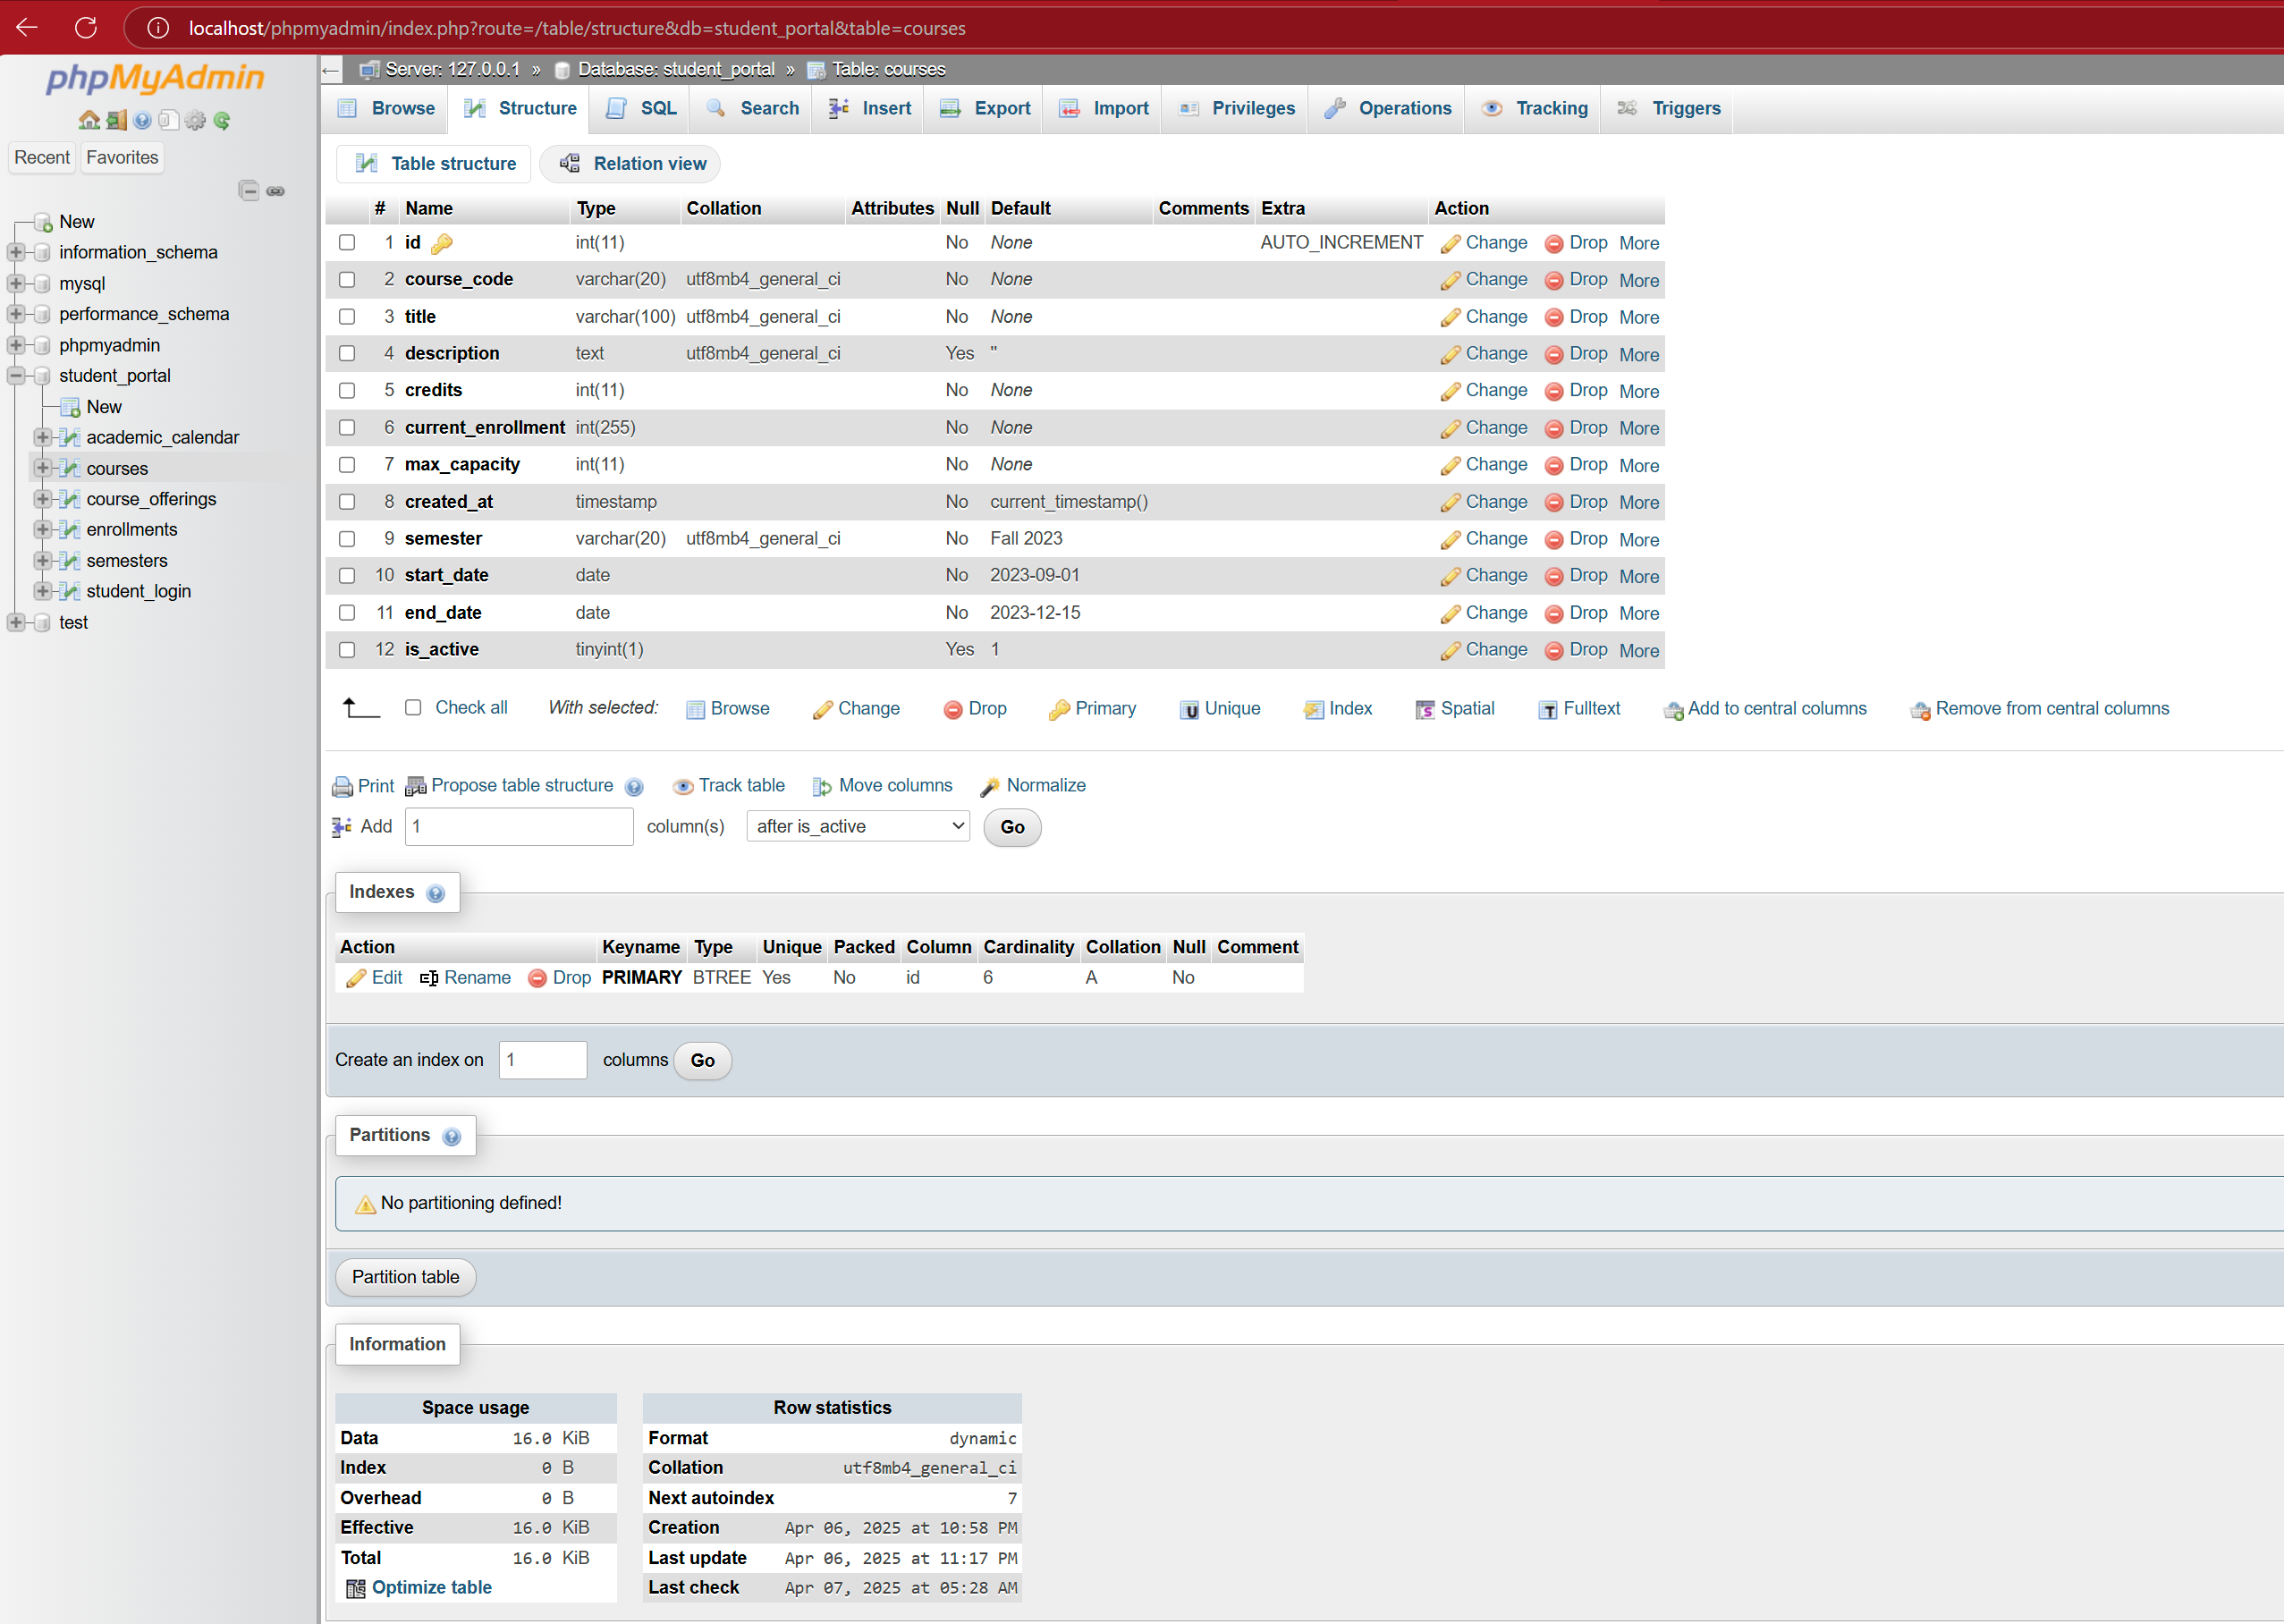 localhost/phpmyadmin/index.php?route=/table/structure&db=student_portal&table=courses
phpMyAdmin
Recent Favorites
New
information_schema
mysql
performance_schema
phpmyadmin
student_portal
New
academic_calendar
courses
course_offerings
enrollments
semesters
student_login
test
Server: 127.0.0.1 » Database: student_portal » Table: courses
Browse Structure SQL Search Insert Export Import Privileges Operations Tracking Triggers
Table structure Relation view
# Name Type Collation Attributes Null Default Comments Extra Action
1 id int(11) No None AUTO_INCREMENT Change Drop More
2 course_code varchar(20) utf8mb4_general_ci No None Change Drop More
3 title varchar(100) utf8mb4_general_ci No None Change Drop More
4 description text utf8mb4_general_ci Yes '' Change Drop More
5 credits int(11) No None Change Drop More
6 current_enrollment int(255) No None Change Drop More
7 max_capacity int(11) No None Change Drop More
8 created_at timestamp No current_timestamp() Change Drop More
9 semester varchar(20) utf8mb4_general_ci No Fall 2023 Change Drop More
10 start_date date No 2023-09-01 Change Drop More
11 end_date date No 2023-12-15 Change Drop More
12 is_active tinyint(1) Yes 1 Change Drop More
Check all With selected: Browse Change Drop Primary Unique Index Spatial Fulltext Add to central columns Remove from central columns
Print Propose table structure Track table Move columns Normalize
Add 1 column(s) after is_active Go
Indexes
Action Keyname Type Unique Packed Column Cardinality Collation Null Comment
Edit Rename Drop PRIMARY BTREE Yes No id 6 A No
Create an index on 1 columns Go
Partitions
No partitioning defined!
Partition table
Information
Space usage
Data 16.0 KiB
Index 0 B
Overhead 0 B
Effective 16.0 KiB
Total 16.0 KiB
Optimize table
Row statistics
Format dynamic
Collation utf8mb4_general_ci
Next autoindex 7
Creation Apr 06, 2025 at 10:58 PM
Last update Apr 06, 2025 at 11:17 PM
Last check Apr 07, 2025 at 05:28 AM